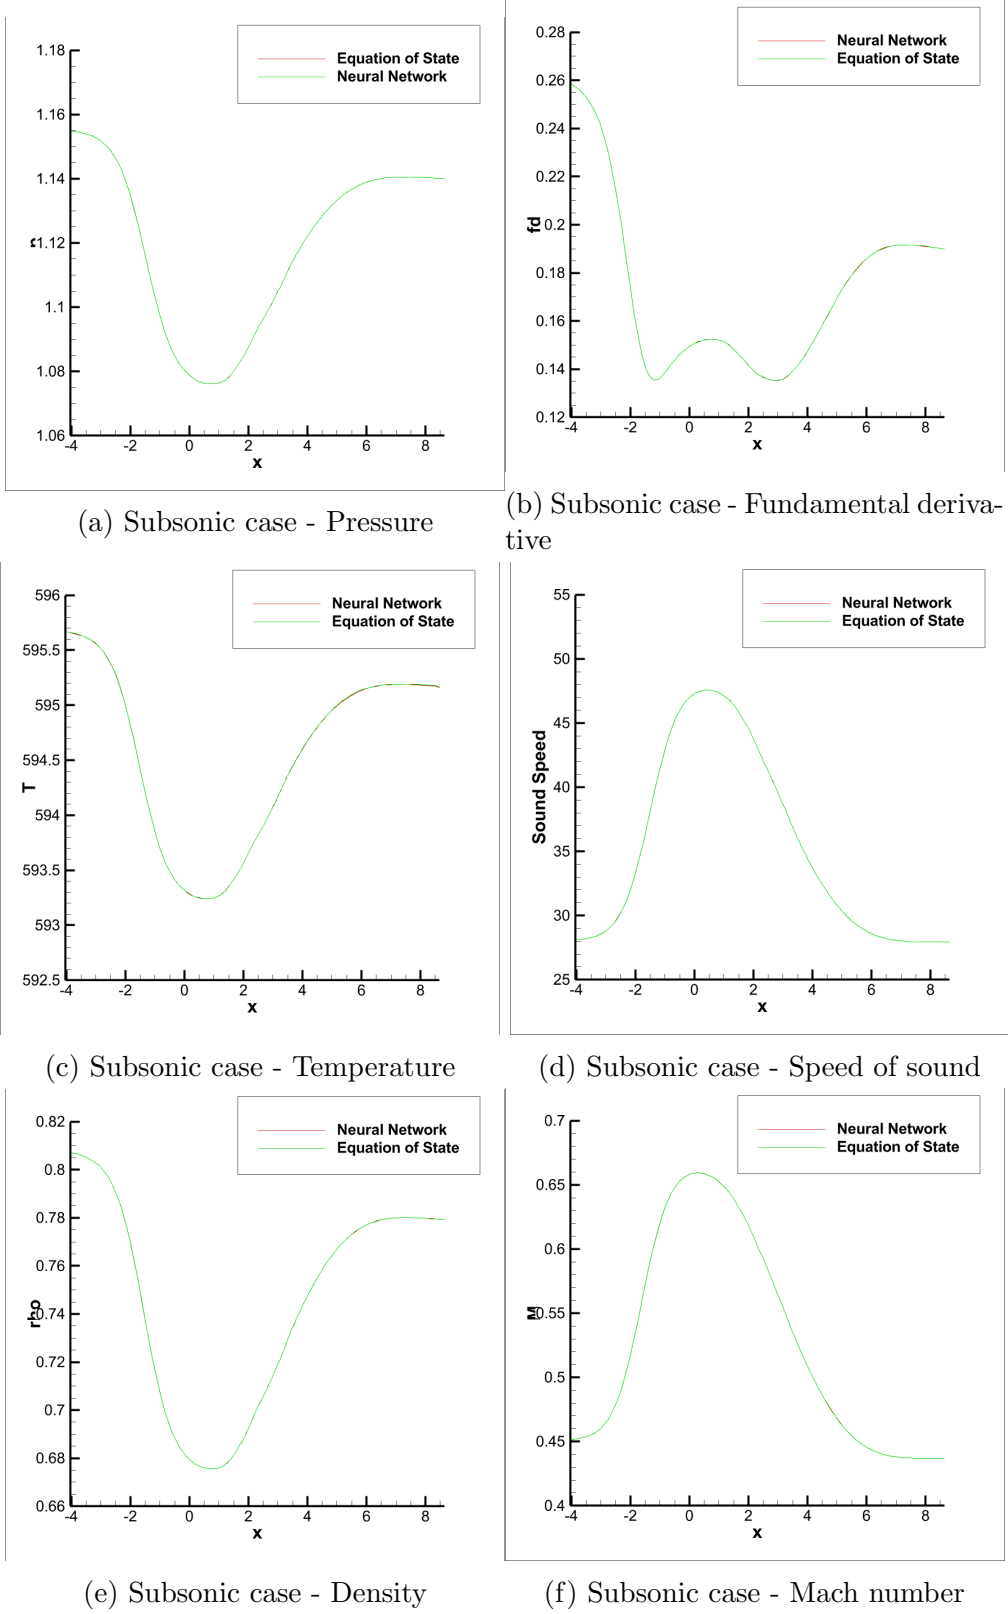 1.18
1.16
1.14
1.12
1.1
1.08
1.06
-4 -2 0 2 4 6 8
x
Equation of State
Neural Network
(a) Subsonic case - Pressure
0.28
0.26
0.24
0.22
0.2
0.18
0.16
0.14
0.12
fd
-4 -2 0 2 4 6 8
x
Neural Network
Equation of State
(b) Subsonic case - Fundamental deriva-
tive
596
595.5
595
594.5
594
593.5
593
592.5
T
-4 -2 0 2 4 6 8
x
Neural Network
Equation of State
(c) Subsonic case - Temperature
55
50
45
40
35
30
25
Sound Speed
-4 -2 0 2 4 6 8
x
Neural Network
Equation of State
(d) Subsonic case - Speed of sound
0.82
0.8
0.78
0.76
0.74
0.72
0.7
0.68
0.66
rho
-4 -2 0 2 4 6 8
x
Neural Network
Equation of State
(e) Subsonic case - Density
0.7
0.65
0.6
0.55
0.5
0.45
0.4
M
-4 -2 0 2 4 6 8
x
Neural Network
Equation of State
(f) Subsonic case - Mach number